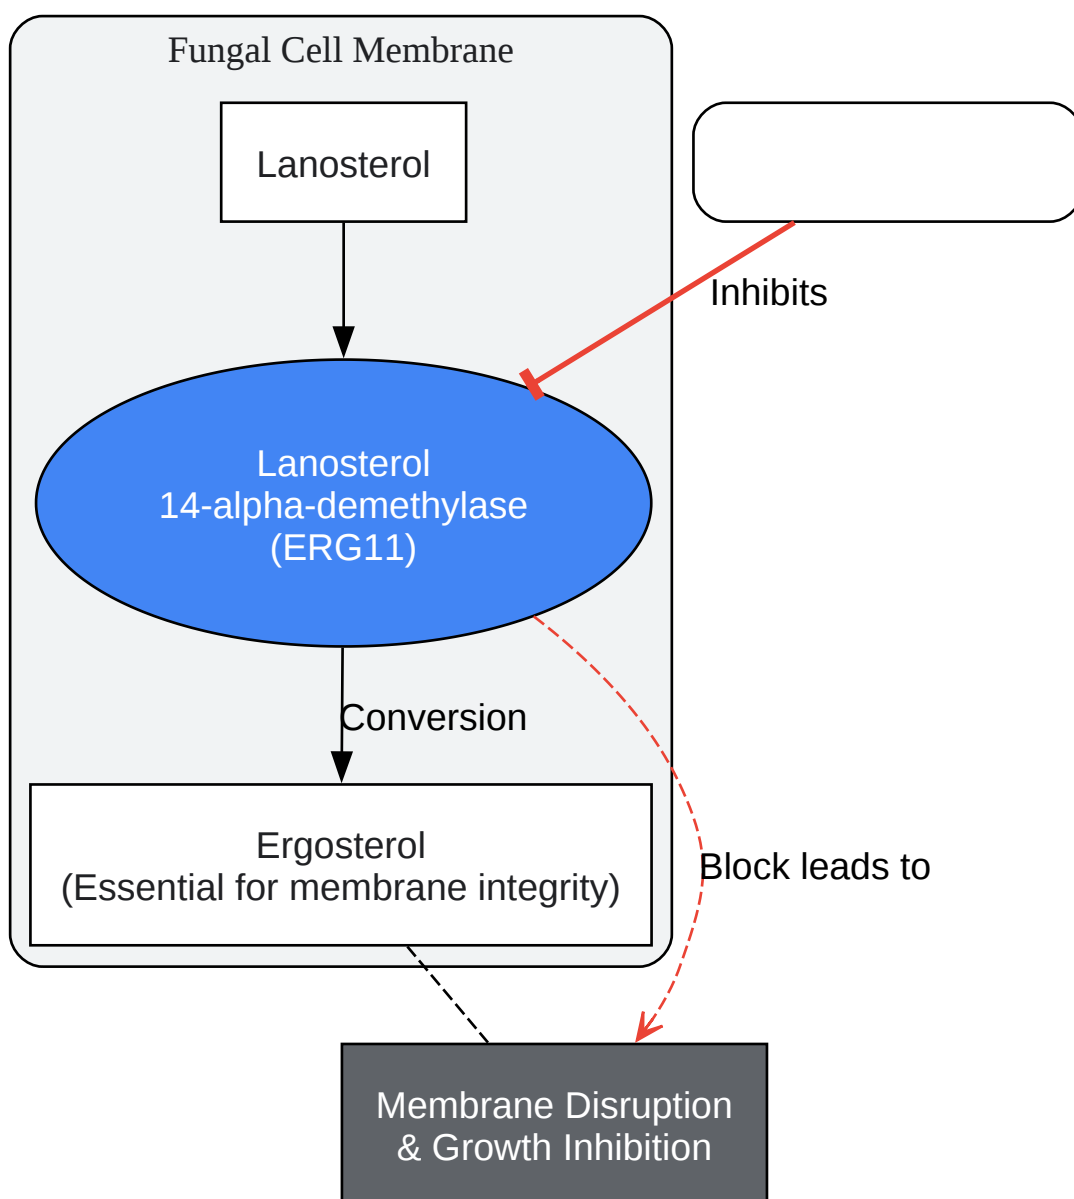 Fungal Cell Membrane
Lanosterol
Inhibits
Lanosterol
14-alpha-demethylase
(ERG11)
Conversion
Ergosterol
(Essential for membrane integrity)
Block leads to
Membrane Disruption
& Growth Inhibition